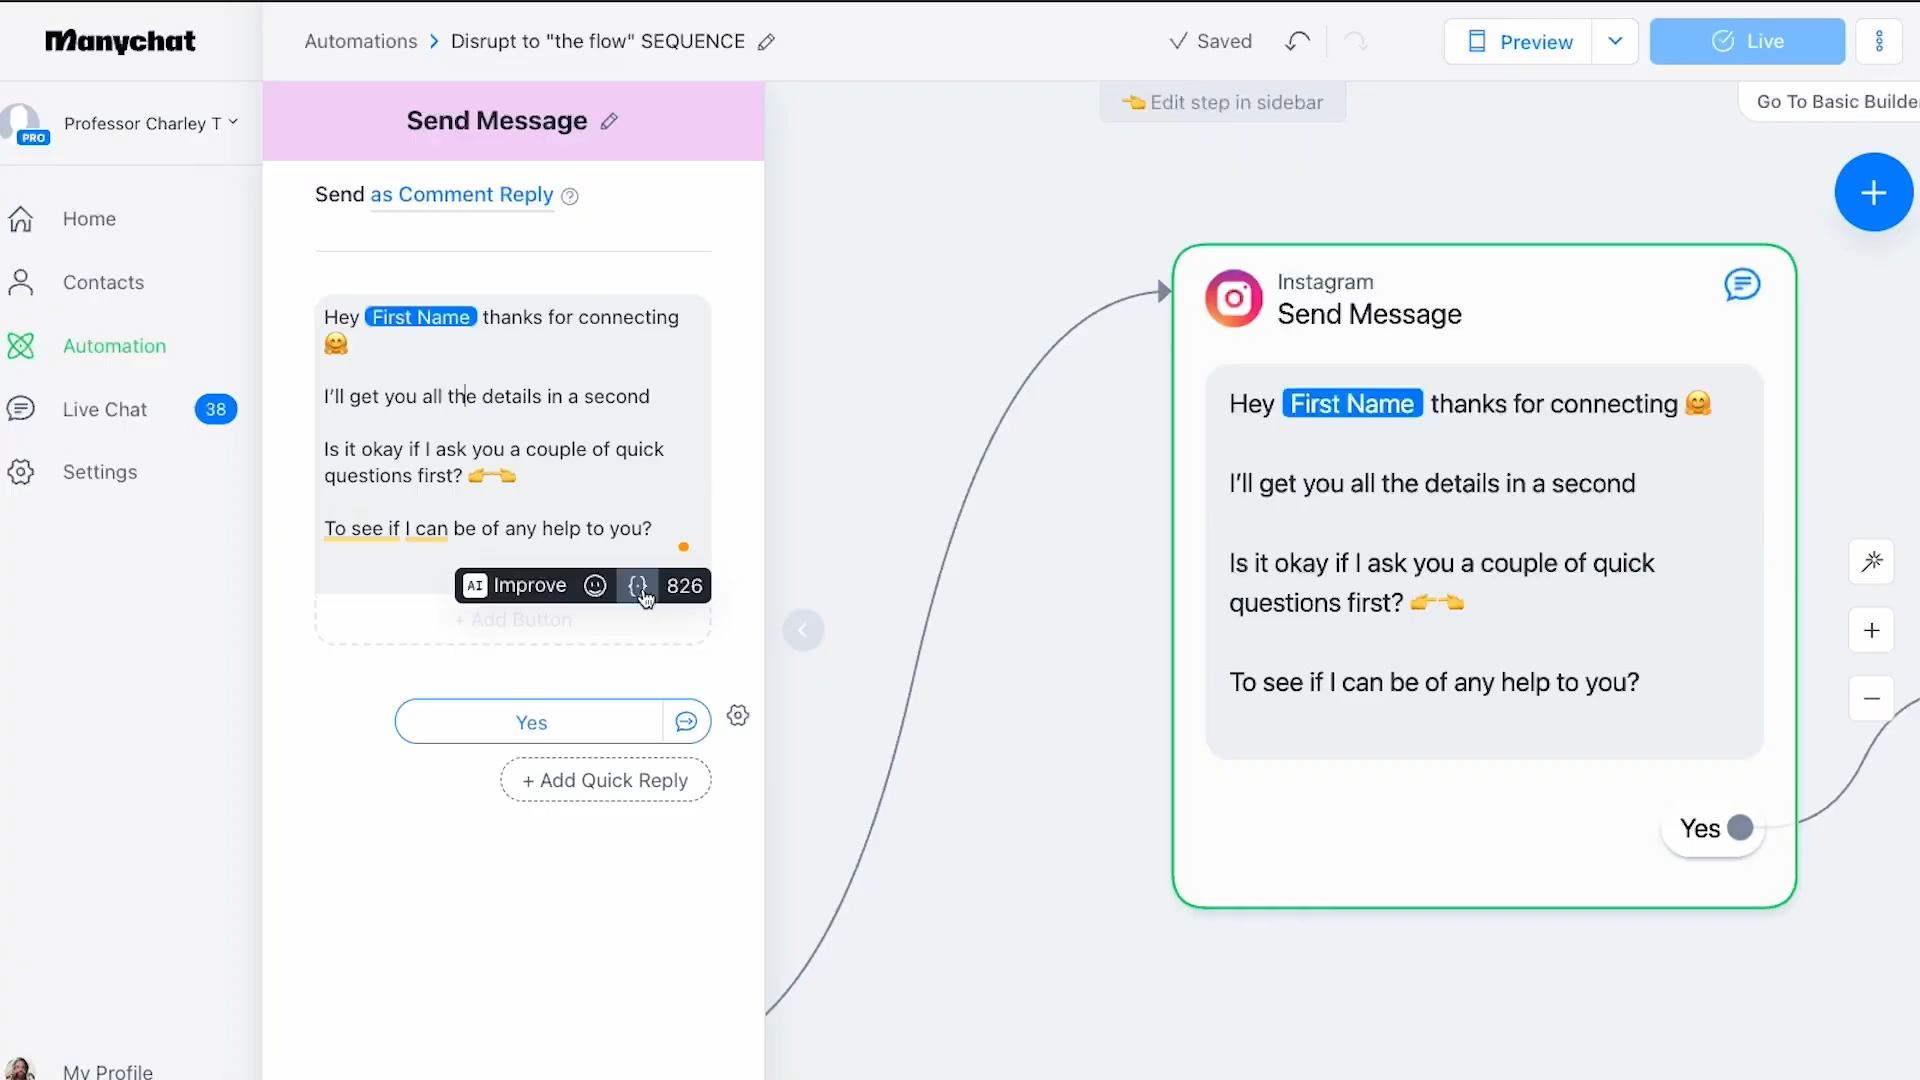 Manychat
Automations > Disrupt to "the flow" SEQUENCE
Saved
Preview
Live
Professor Charley T
PRO
Send Message
👈 Edit step in sidebar
Go To Basic Builder
Home
Contacts
Automation
Live Chat 38
Settings
My Profile
Send as Comment Reply ?
Hey First Name thanks for connecting
🤗
I'll get you all the details in a second
Is it okay if I ask you a couple of quick
questions first? 👉👈
To see if I can be of any help to you?
AI Improve {·} 826
+ Add Button
Yes
+ Add Quick Reply
Instagram
Send Message
Hey First Name thanks for connecting 🤗
I'll get you all the details in a second
Is it okay if I ask you a couple of quick
questions first? 👉👈
To see if I can be of any help to you?
Yes